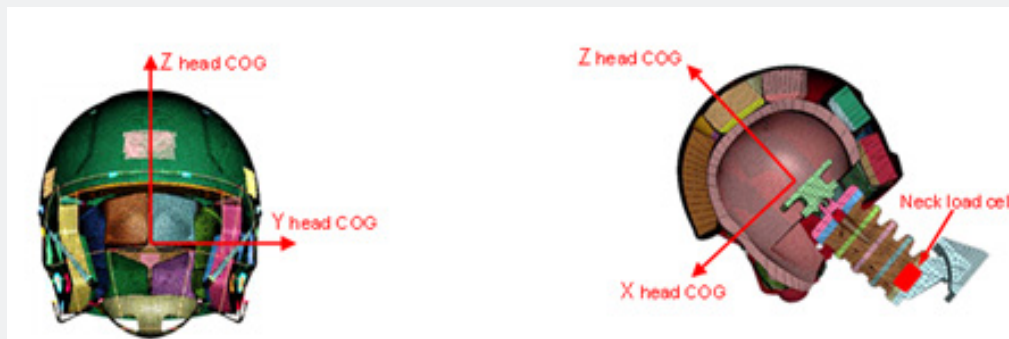 Z head COG
Y head COG
Z head COG
Neck load cel
X head COG